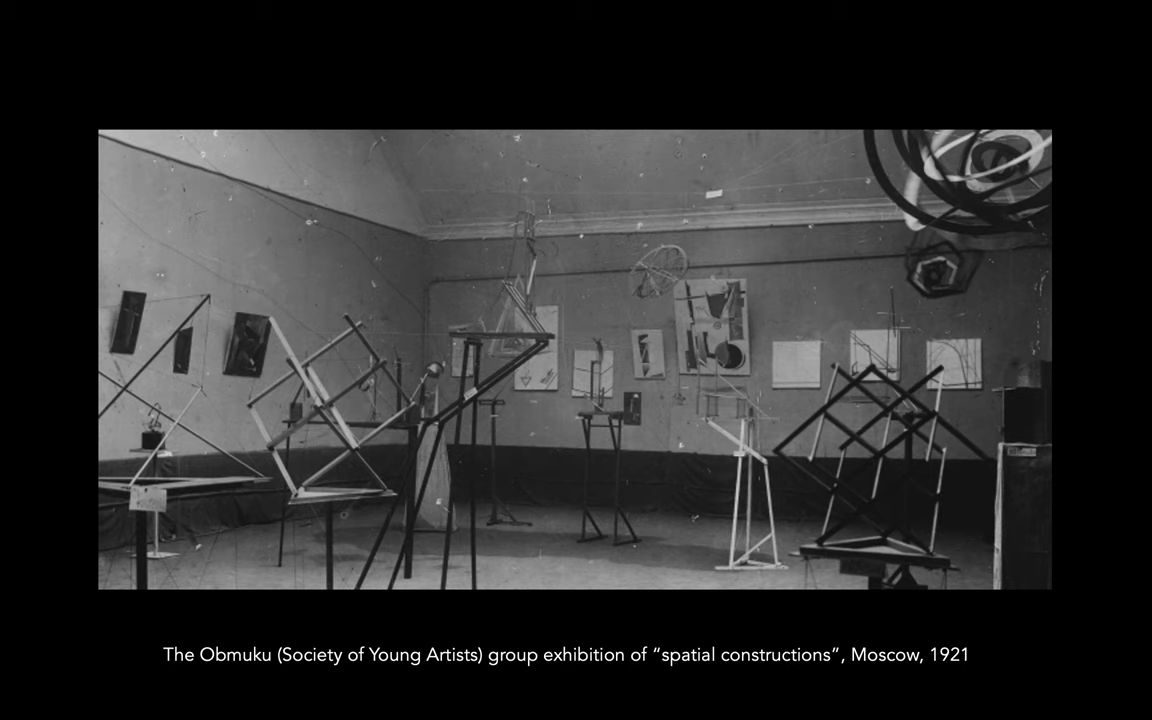 The Obmuku (Society of Young Artists) group exhibition of “spatial constructions”, Moscow, 1921